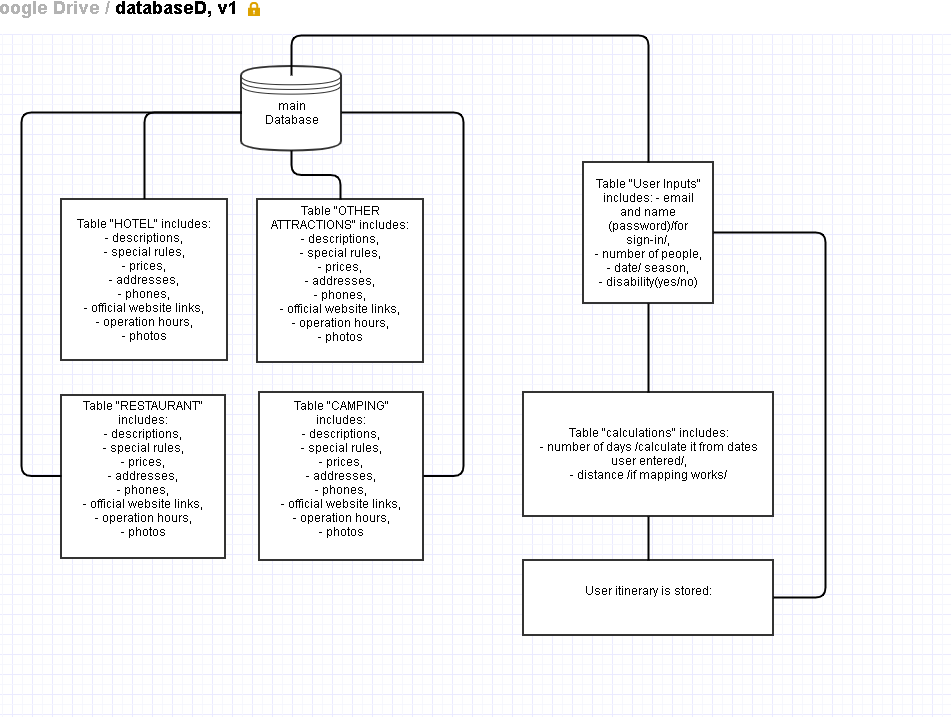 oogle Drive / databaseD, v1
main
Database
Table "HOTEL" includes:
- descriptions,
- special rules,
- prices,
- addresses,
- phones,
- official website links,
- operation hours,
- photos
Table "OTHER
ATTRACTIONS" includes:
- descriptions,
- special rules,
- prices,
- addresses,
- phones,
- official website links,
- operation hours,
- photos
Table "User Inputs"
includes: - email
and name
(password)/for
sign-in/,
- number of people,
- date/ season,
- disability(yes/no)
Table "RESTAURANT"
includes:
- descriptions,
- special rules,
- prices,
- addresses,
- phones,
- official website links,
- operation hours,
- photos
Table "CAMPING"
includes:
- descriptions,
- special rules,
- prices,
- addresses,
- phones,
- official website links,
- operation hours,
- photos
Table "calculations" includes:
- number of days /calculate it from dates
user entered/,
- distance /if mapping works/
User itinerary is stored: